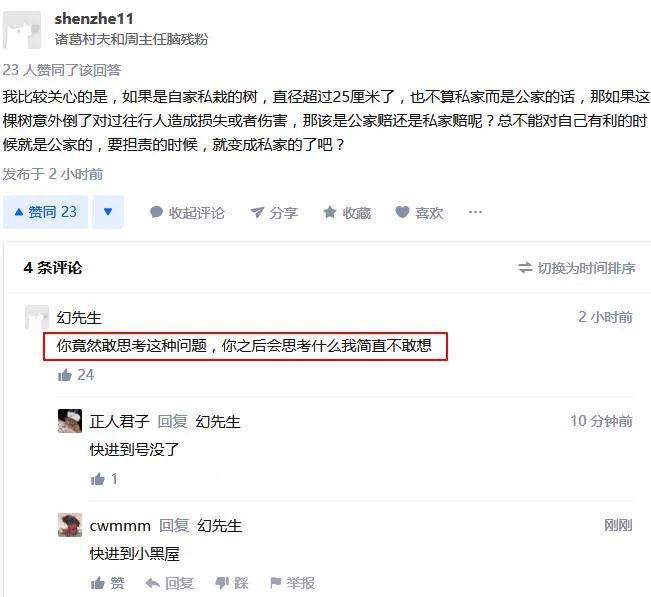 shenzhe11
诸葛村夫和周主任脑残粉
23 人赞同了该回答
我比较关心的是，如果是自家私栽的树，直径超过25厘米了，也不算私家而是公家的话，那如果这
棵树意外倒了对过往行人造成损失或者伤害，那该是公家赔还是私家赔呢？总不能对自己有利的时
候就是公家的，要担责的时候，就变成私家的了吧？
发布于 2 小时前
赞同 23 收起评论 分享 收藏 喜欢 ···
4 条评论 切换为时间排序
幻先生 2 小时前
你竟然敢思考这种问题，你之后会思考什么我简直不敢想
24
正人君子 回复 幻先生 10 分钟前
快进到号没了
1
cwmmm 回复 幻先生 刚刚
快进到小黑屋
赞 回复 踩 举报